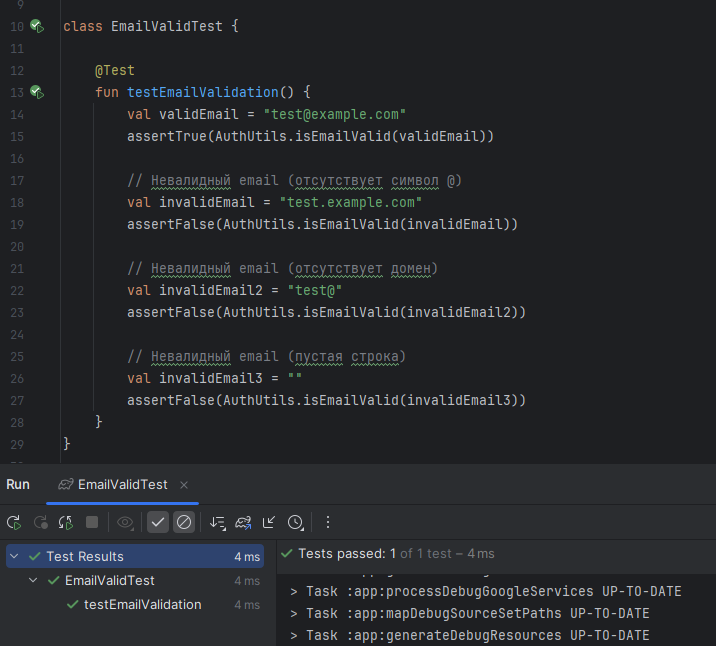 9
10 class EmailValidTest {
11
12 @Test
13 fun testEmailValidation() {
14 val validEmail = "test@example.com"
15 assertTrue(AuthUtils.isEmailValid(validEmail))
16
17 // Невалидный email (отсутствует символ @)
18 val invalidEmail = "test.example.com"
19 assertFalse(AuthUtils.isEmailValid(invalidEmail))
20
21 // Невалидный email (отсутствует домен)
22 val invalidEmail2 = "test@"
23 assertFalse(AuthUtils.isEmailValid(invalidEmail2))
24
25 // Невалидный email (пустая строка)
26 val invalidEmail3 = ""
27 assertFalse(AuthUtils.isEmailValid(invalidEmail3))
28 }
29 }
Run EmailValidTest
Test Results 4 ms
EmailValidTest 4 ms
testEmailValidation 4 ms
Tests passed: 1 of 1 test – 4 ms
> Task :app:processDebugGoogleServices UP-TO-DATE
> Task :app:mapDebugSourceSetPaths UP-TO-DATE
> Task :app:generateDebugResources UP-TO-DATE